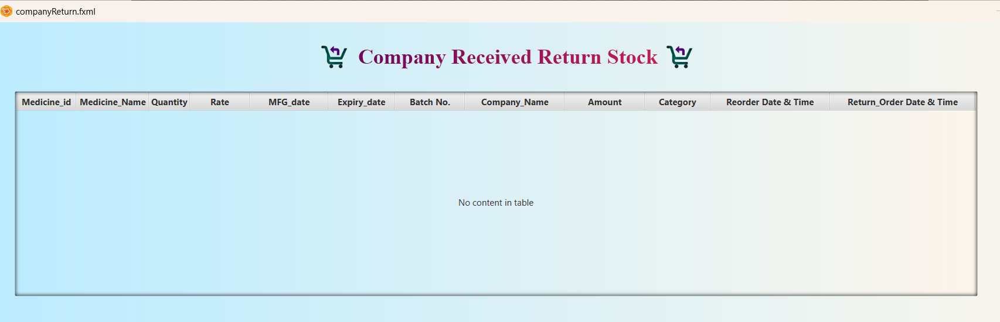 companyReturn.fxml
Company Received Return Stock
Medicine_id Medicine_Name Quantity Rate MFG_date Expiry_date Batch No. Company_Name Amount Category Reorder Date & Time Return_Order Date & Time
No content in table